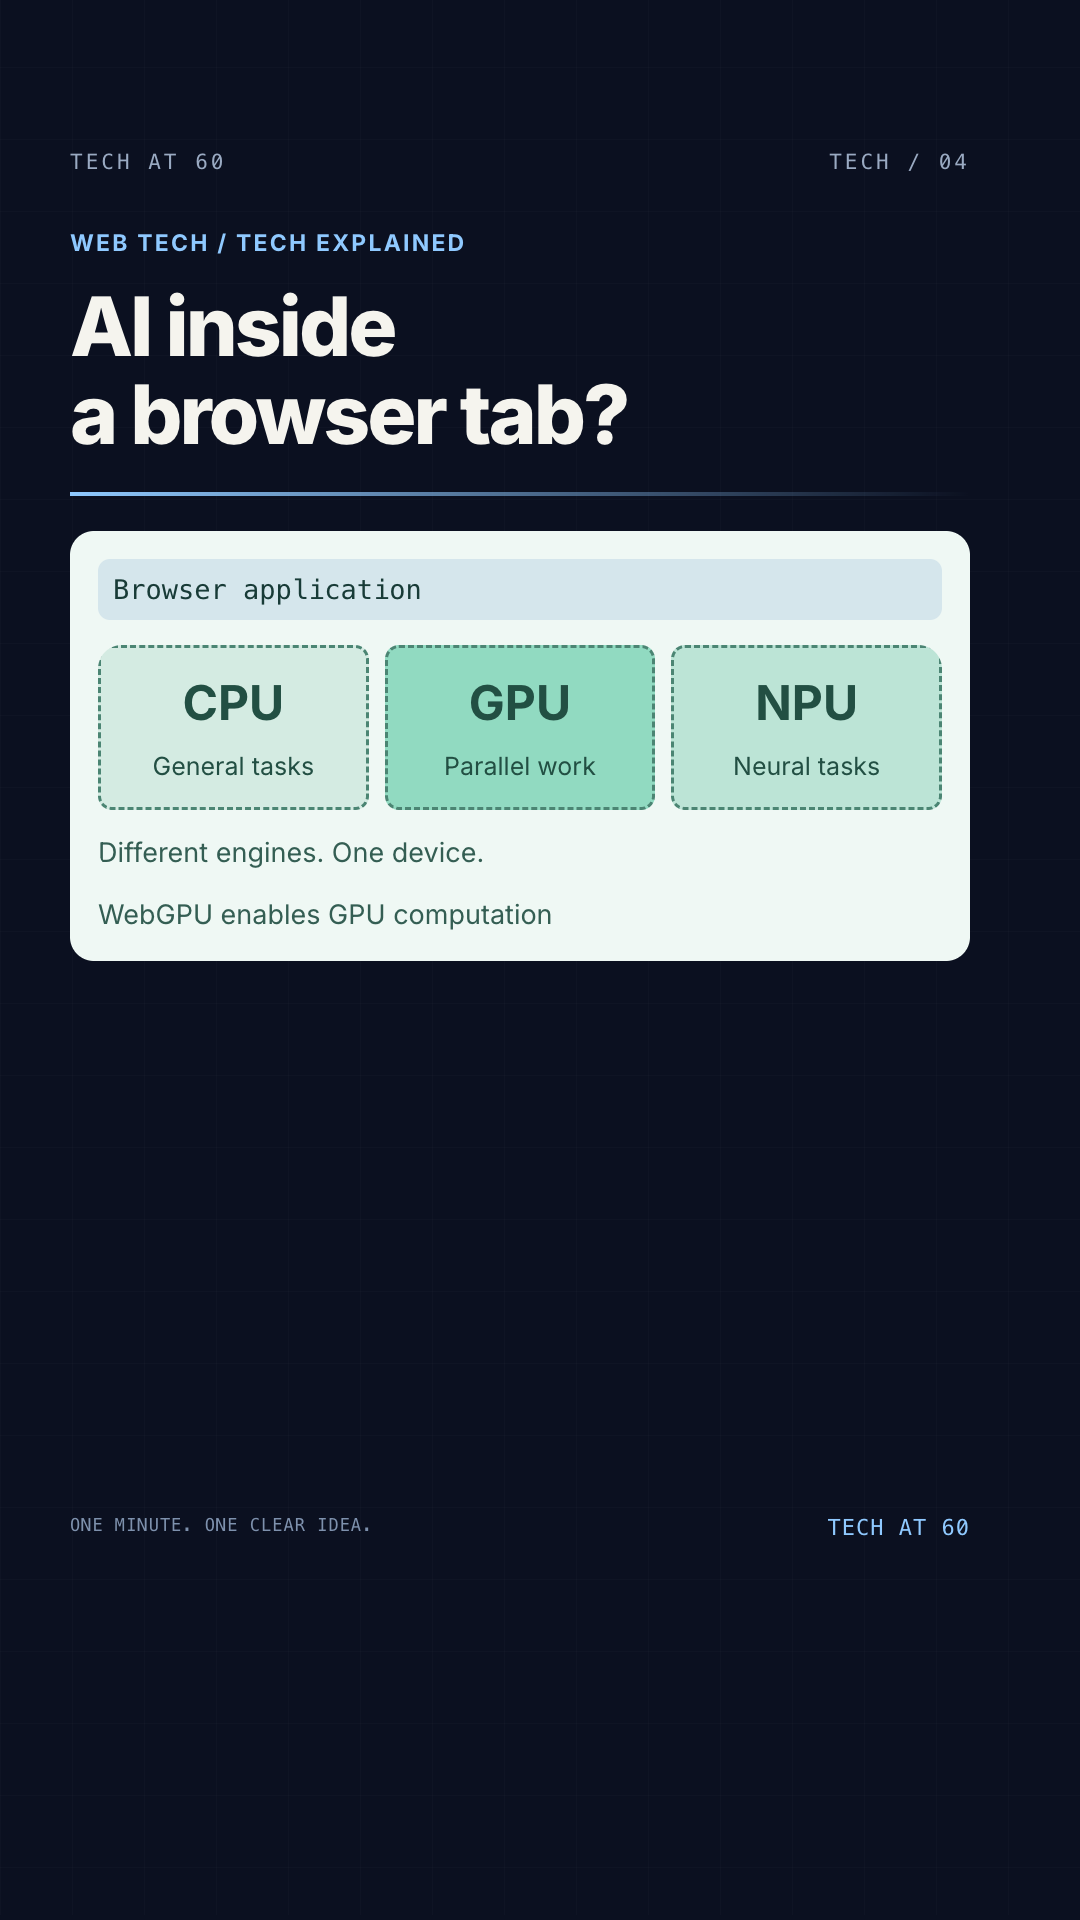 TECH AT 60
TECH / 04
WEB TECH / TECH EXPLAINED
AI inside
a browser tab?
Browser application
CPU
General tasks
GPU
Parallel work
NPU
Neural tasks
Different engines. One device.
WebGPU enables GPU computation
ONE MINUTE. ONE CLEAR IDEA.
TECH AT 60